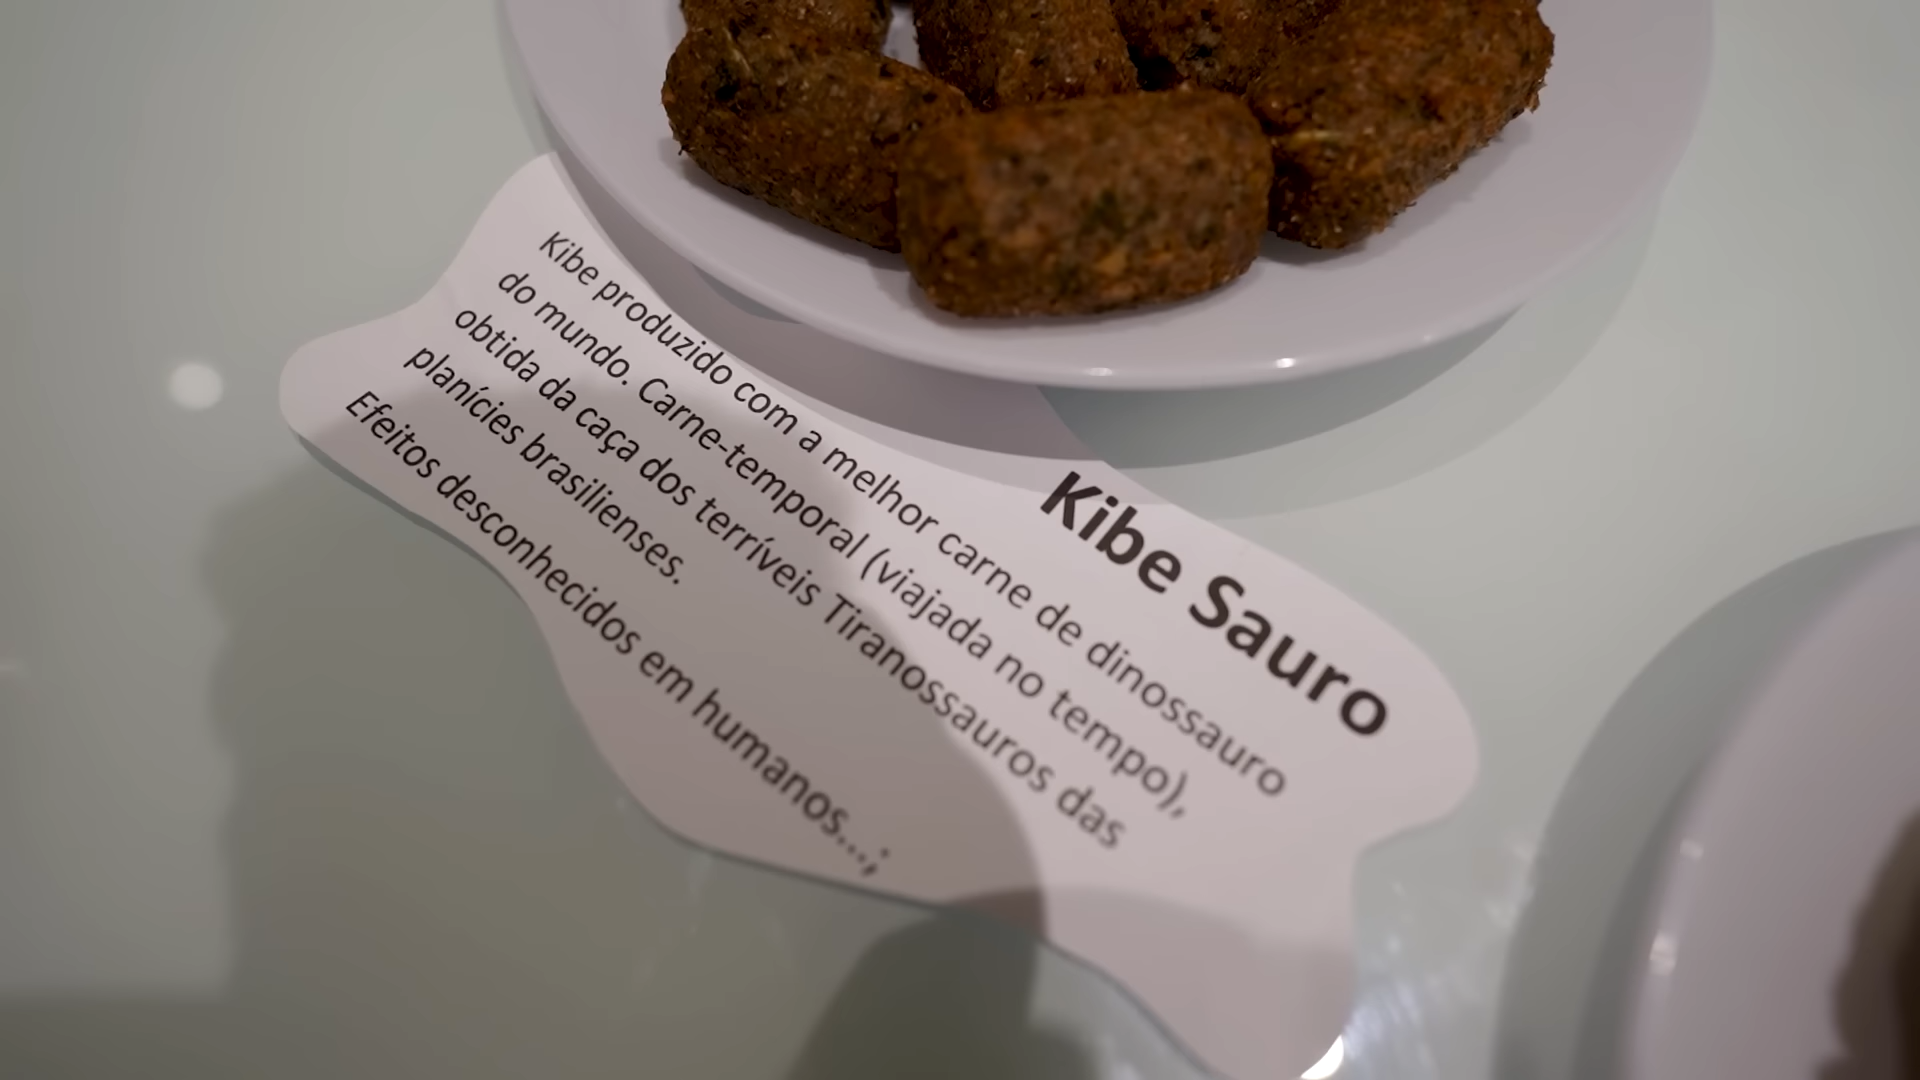 Kibe Sauro
Kibe produzido com a melhor carne de dinossauro
do mundo. Carne-temporal (viajada no tempo),
obtida da caça dos terríveis Tiranossauros das
planícies brasilienses.
Efeitos desconhecidos em humanos...;